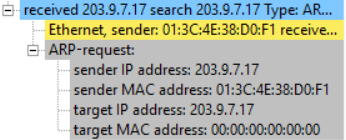 received 203.9.7.17 search 203.9.7.17 Type: AR...
Ethernet, sender: 01:3C:4E:38:D0:F1 receive...
ARP-request:
sender IP address: 203.9.7.17
sender MAC address: 01:3C:4E:38:D0:F1
target IP address: 203.9.7.17
target MAC address: 00:00:00:00:00:00